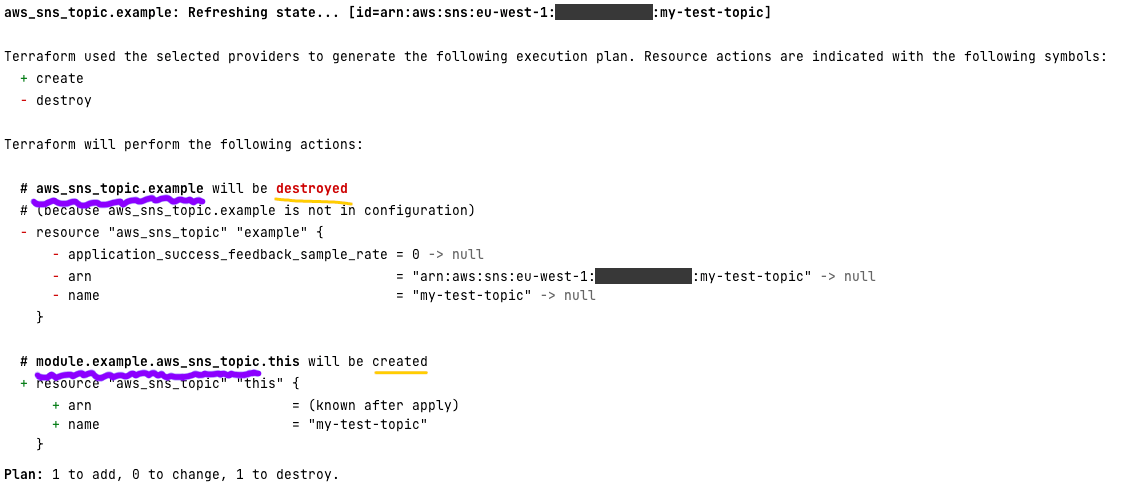 aws_sns_topic.example: Refreshing state... [id=arn:aws:sns:eu-west-1: :my-test-topic]
Terraform used the selected providers to generate the following execution plan. Resource actions are indicated with the following symbols:
+ create
- destroy
Terraform will perform the following actions:
# aws_sns_topic.example will be destroyed
# (because aws_sns_topic.example is not in configuration)
- resource "aws_sns_topic" "example" {
- application_success_feedback_sample_rate = 0 -> null
- arn = "arn:aws:sns:eu-west-1: :my-test-topic" -> null
- name = "my-test-topic" -> null
}
# module.example.aws_sns_topic.this will be created
+ resource "aws_sns_topic" "this" {
+ arn = (known after apply)
+ name = "my-test-topic"
}
Plan: 1 to add, 0 to change, 1 to destroy.